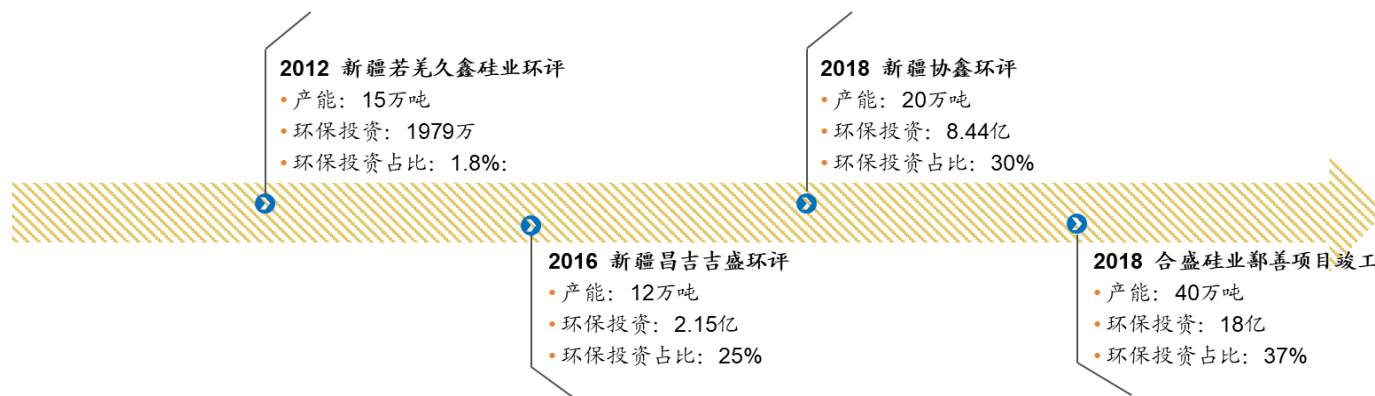 2012 新疆若羌久鑫硅业环评
• 产能：15万吨
• 环保投资：1979万
• 环保投资占比：1.8%:
2018 新疆协鑫环评
• 产能：20万吨
• 环保投资：8.44亿
• 环保投资占比：30%
2016 新疆昌吉吉盛环评
• 产能：12万吨
• 环保投资：2.15亿
• 环保投资占比：25%
2018 合盛硅业鄯善项目竣工
• 产能：40万吨
• 环保投资：18亿
• 环保投资占比：37%